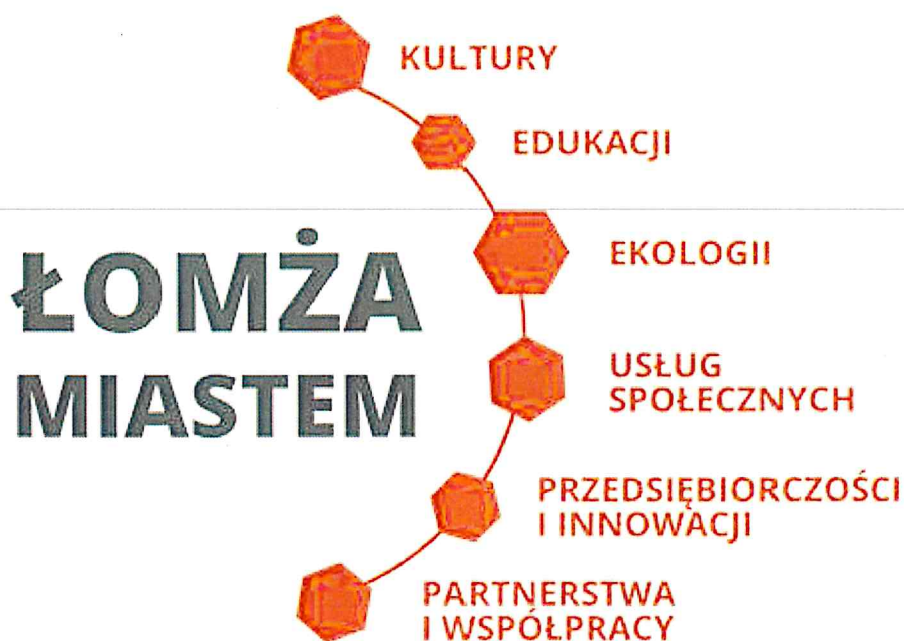 ŁOMŻA
MIASTEM
KULTURY
EDUKACJI
EKOLOGII
USŁUG
SPOŁECZNYCH
PRZEDSIĘBIORCZOŚCI
I INNOWACJI
PARTNERSTWA
I WSPÓŁPRACY